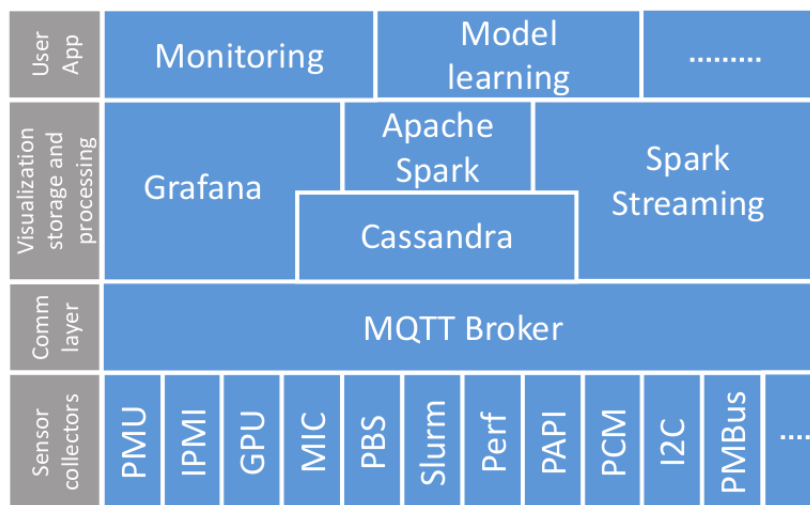 User
App
Monitoring
Model
learning
.........
Visualization
storage and
processing
Grafana
Apache
Spark
Spark
Streaming
Cassandra
Comm
layer
MQTT Broker
Sensor
collectors
PMU
IPMI
GPU
MIC
PBS
Slurm
Perf
PAPI
PCM
I2C
PMBus
....